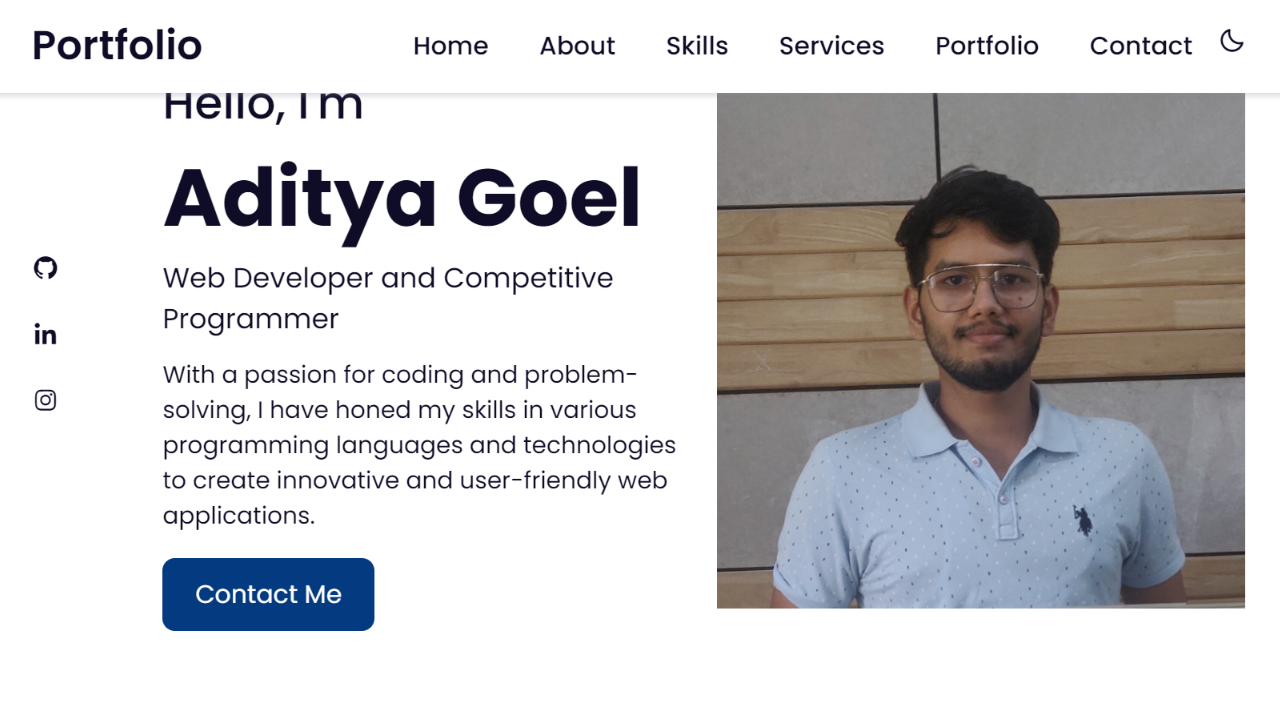 Portfolio
Home About Skills Services Portfolio Contact
Hello, I'm
Aditya Goel
Web Developer and Competitive
Programmer
With a passion for coding and problem-
solving, I have honed my skills in various
programming languages and technologies
to create innovative and user-friendly web
applications.
Contact Me